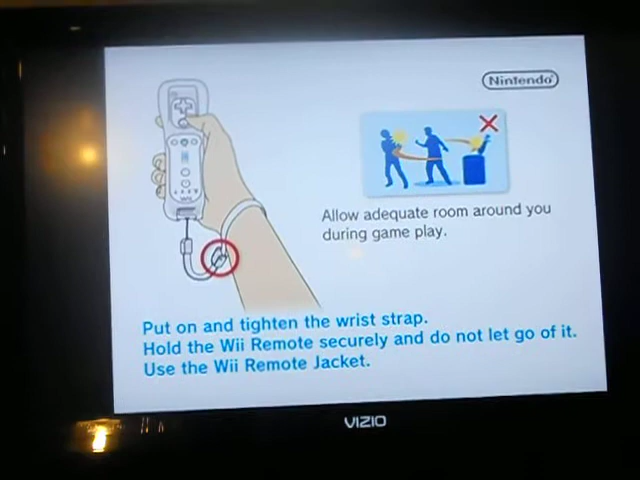 Nintendo
Allow adequate room around you
during game play.
Put on and tighten the wrist strap.
Hold the Wii Remote securely and do not let go of it.
Use the Wii Remote Jacket.
VIZIO